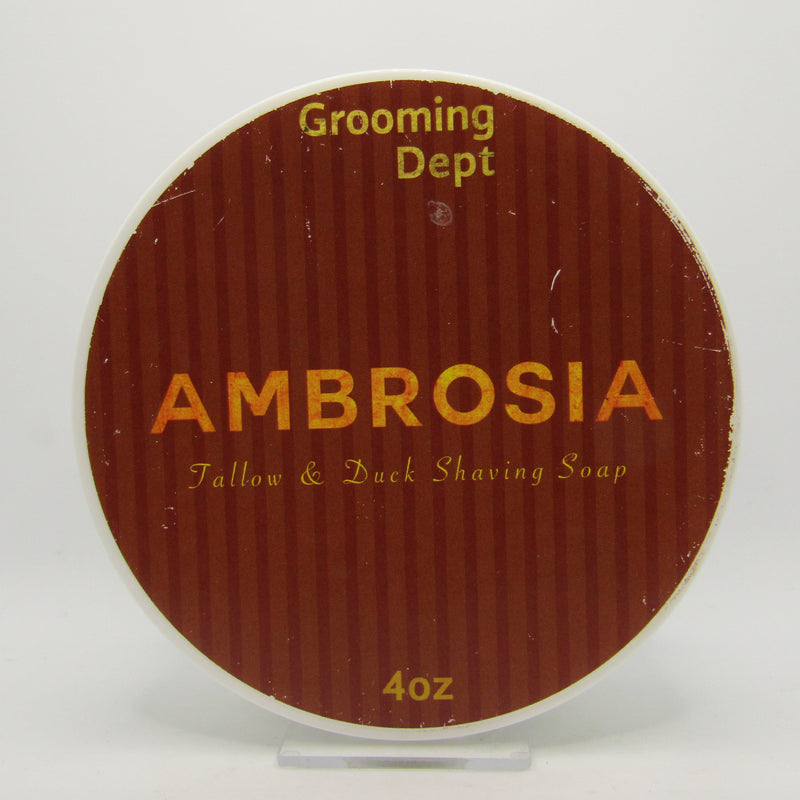 Grooming
Dept
AMBROSIA
Tallow & Duck Shaving Soap
4oz